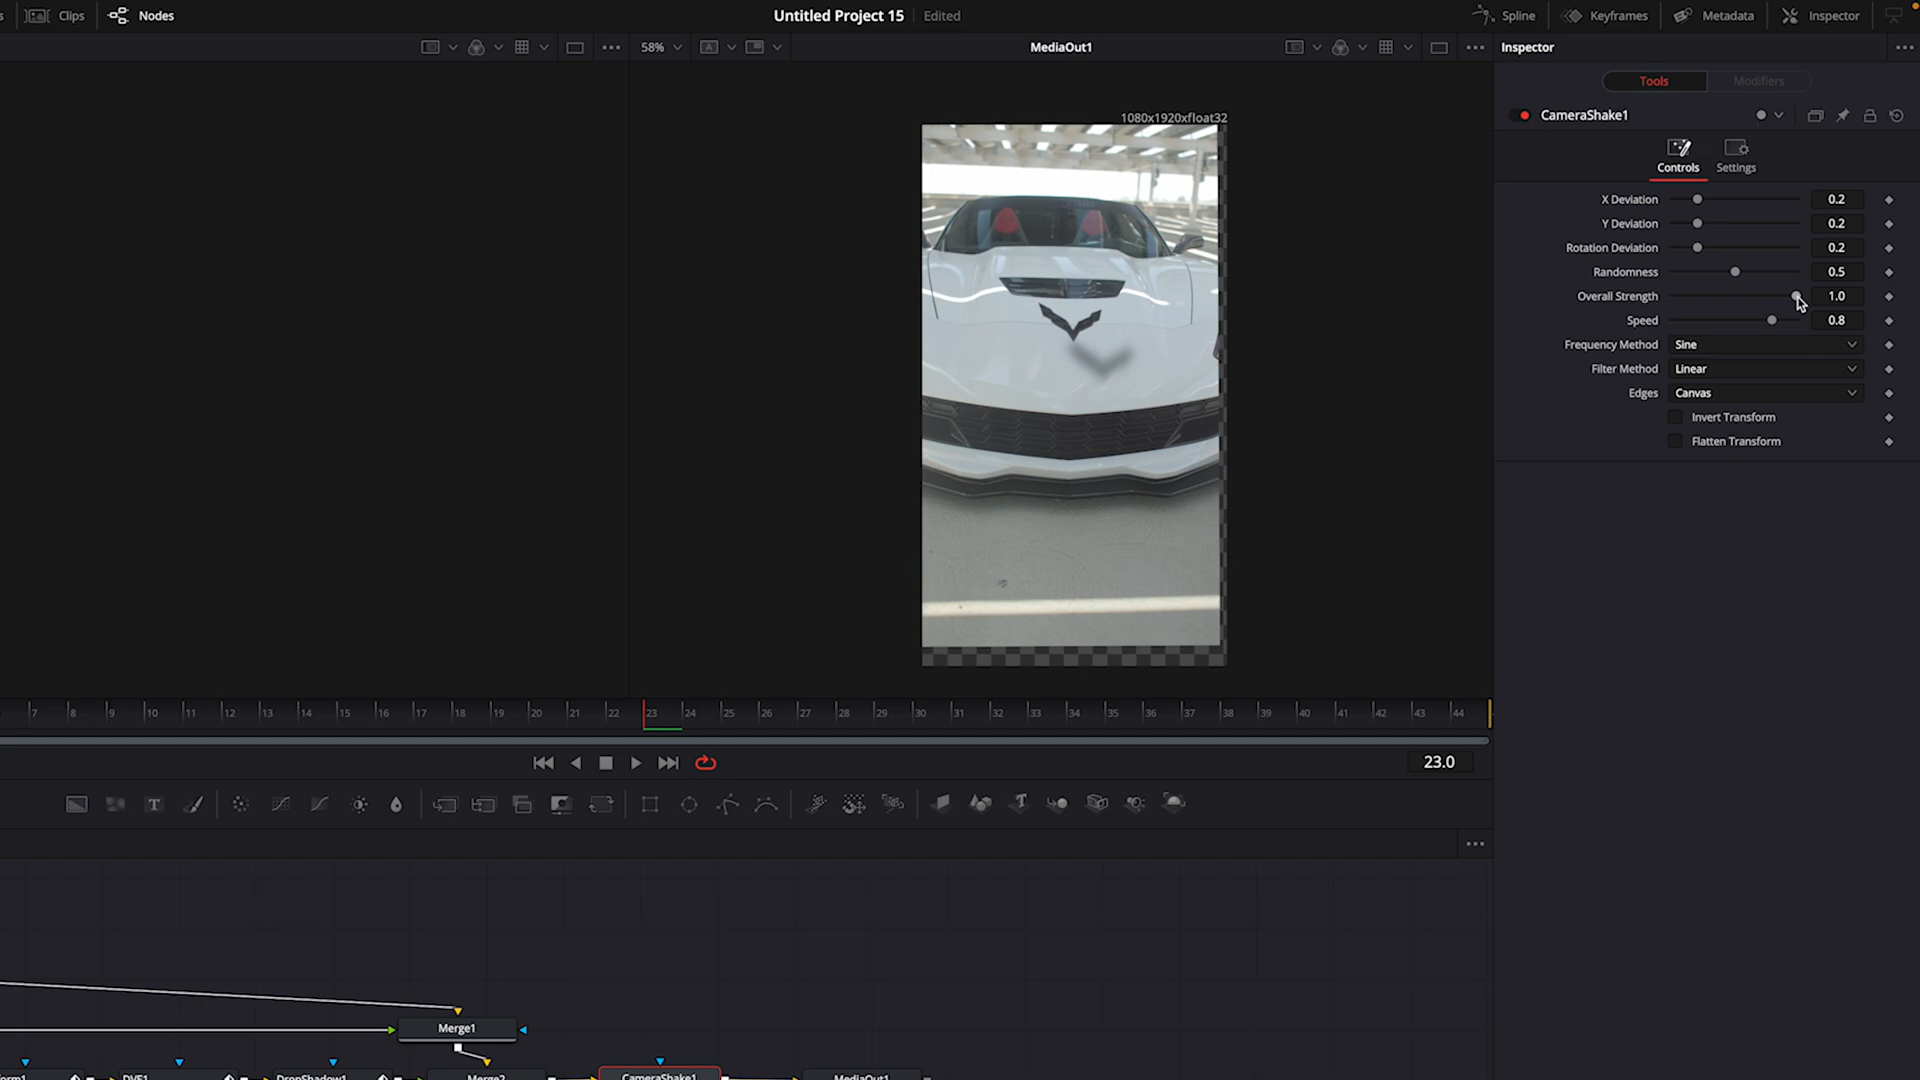 Clips
Nodes
Untitled Project 15
Edited
Spline
Keyframes
Metadata
Inspector
58%
MediaOut1
Inspector
Tools
Modifiers
1080x1920xfloat32
CameraShake1
Controls
Settings
X Deviation 0.2
Y Deviation 0.2
Rotation Deviation 0.2
Randomness 0.5
Overall Strength 1.0
Speed 0.8
Frequency Method Sine
Filter Method Linear
Edges Canvas
Invert Transform
Flatten Transform
7 8 9 10 11 12 13 14 15 16 17 18 19 20 21 22 23 24 25 26 27 28 29 30 31 32 33 34 35 36 37 38 39 40 41 42 43 44
23.0
Merge1
DVE1
DropShadow1
Merge2
CameraShake1
MediaOut1